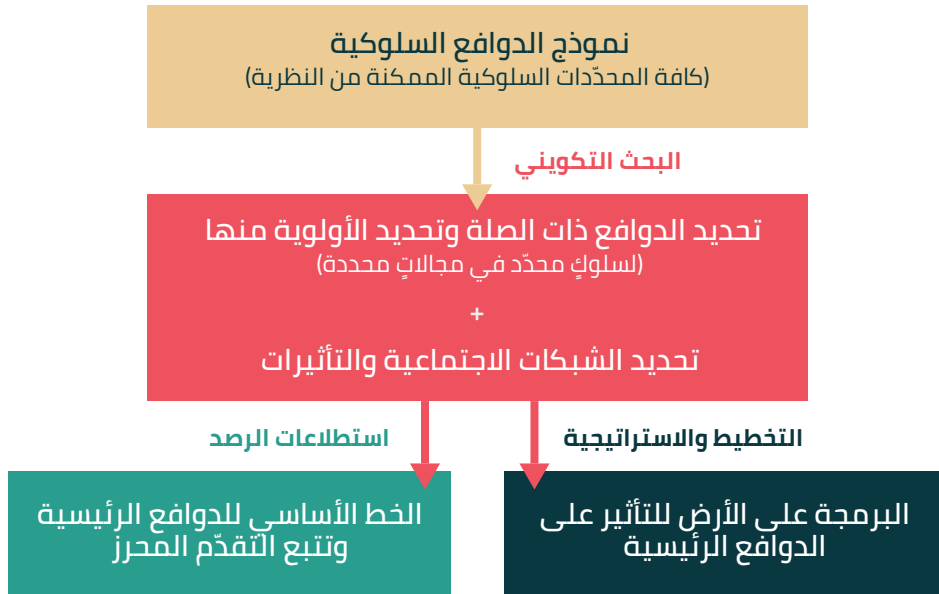 نموذج الدوافع السلوكية
(كافة المحدّدات السلوكية الممكنة من النظرية)
البحث التكويني
تحديد الدوافع ذات الصلة وتحديد الأولوية منها
(لسلوكٍ محدّد في مجالاتٍ محددة)
+
تحديد الشبكات الاجتماعية والتأثيرات
التخطيط والاستراتيجية
استطلاعات الرصد
البرمجة على الأرض للتأثير على
الدوافع الرئيسية
الخط الأساسي للدوافع الرئيسية
وتتبع التقدّم المحرز